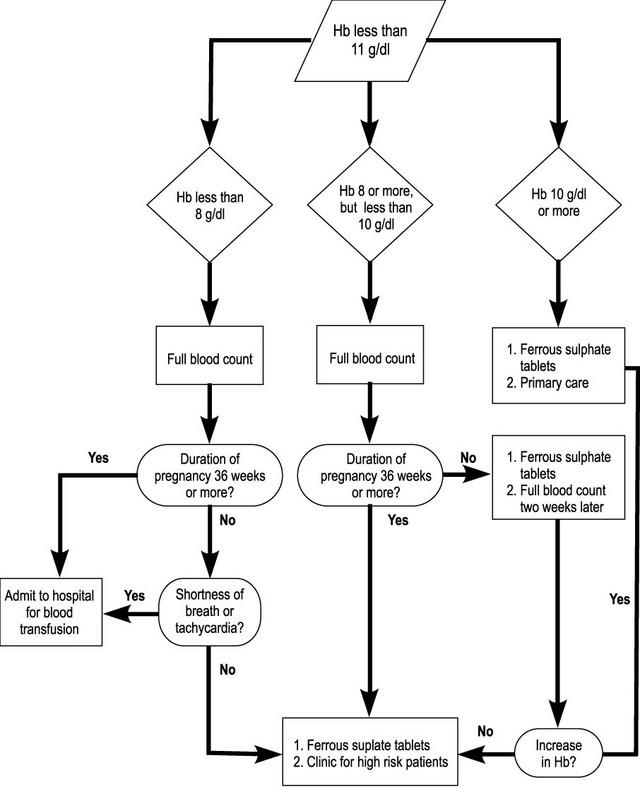 Hb less than
11 g/dl
Hb less than
8 g/dl
Hb 8 or more,
but less than
10 g/dl
Hb 10 g/dl
or more
Full blood count
Full blood count
1. Ferrous sulphate
tablets
2. Primary care
Yes
Duration of
pregnancy 36 weeks
or more?
No
Duration of
pregnancy 36 weeks
or more?
No
Yes
1. Ferrous sulphate
tablets
2. Full blood count
two weeks later
Admit to hospital
for blood
transfusion
Yes
Shortness of
breath or
tachycardia?
No
Yes
1. Ferrous suplate tablets
2. Clinic for high risk patients
No
Increase
in Hb?